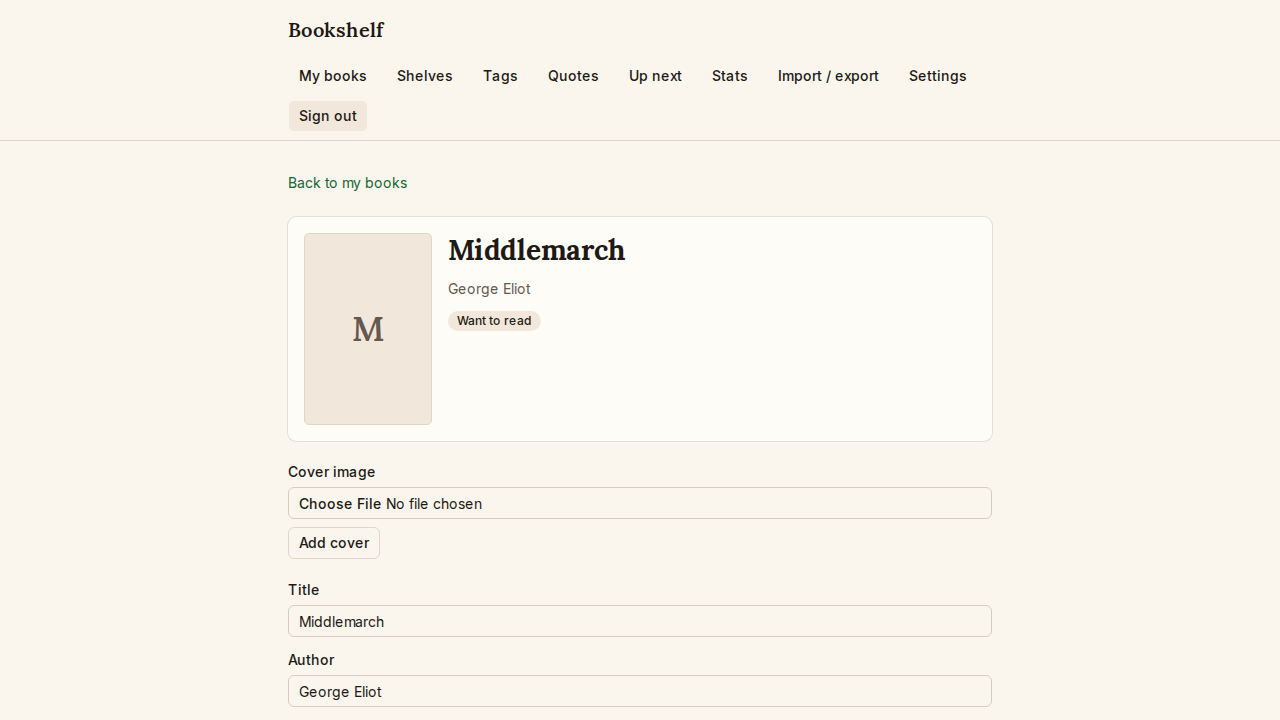 Bookshelf
My books Shelves Tags Quotes Up next Stats Import / export Settings
Sign out
Back to my books
M
Middlemarch
George Eliot
Want to read
Cover image
Choose File No file chosen
Add cover
Title
Middlemarch
Author
George Eliot